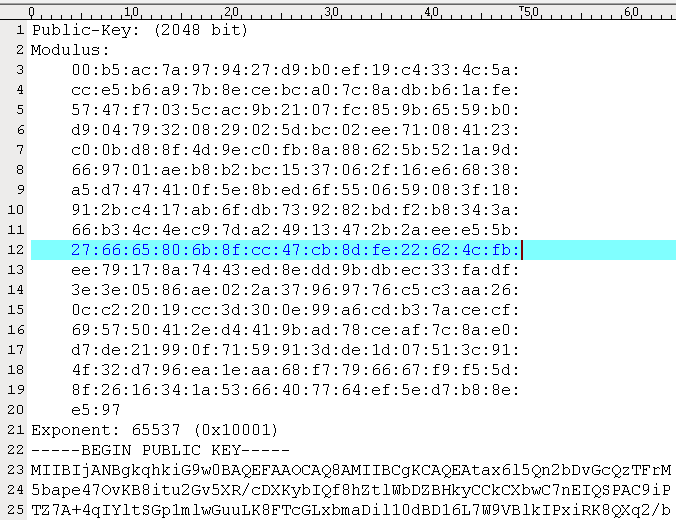 0 10 20 30 40 50 60
1 Public-Key: (2048 bit)
2 Modulus:
3 00:b5:ac:7a:97:94:27:d9:b0:ef:19:c4:33:4c:5a:
4 cc:e5:b6:a9:7b:8e:ce:bc:a0:7c:8a:db:b6:1a:fe:
5 57:47:f7:03:5c:ac:9b:21:07:fc:85:9b:65:59:b0:
6 d9:04:79:32:08:29:02:5d:bc:02:ee:71:08:41:23:
7 c0:0b:d8:8f:4d:9e:c0:fb:8a:88:62:5b:52:1a:9d:
8 66:97:01:ae:b8:b2:bc:15:37:06:2f:16:e6:68:38:
9 a5:d7:47:41:0f:5e:8b:ed:6f:55:06:59:08:3f:18:
10 91:2b:c4:17:ab:6f:db:73:92:82:bd:f2:b8:34:3a:
11 66:b3:4c:4e:c9:7d:a2:49:13:47:2b:2a:ee:e5:5b:
12 27:66:65:80:6b:8f:cc:47:cb:8d:fe:22:62:4c:fb:
13 ee:79:17:8a:74:43:ed:8e:dd:9b:db:ec:33:fa:df:
14 3e:3e:05:86:ae:02:2a:37:96:97:76:c5:c3:aa:26:
15 0c:c2:20:19:cc:3d:30:0e:99:a6:cd:b3:7a:ce:cf:
16 69:57:50:41:2e:d4:41:9b:ad:78:ce:af:7c:8a:e0:
17 d7:de:21:99:0f:71:59:91:3d:de:1d:07:51:3c:91:
18 4f:32:d7:96:ea:1e:aa:68:f7:79:66:67:f9:f5:5d:
19 8f:26:16:34:1a:53:66:40:77:64:ef:5e:d7:b8:8e:
20 e5:97
21 Exponent: 65537 (0x10001)
22 -----BEGIN PUBLIC KEY-----
23 MIIBIjANBgkqhkiG9w0BAQEFAAOCAQ8AMIIBCgKCAQEAtax6l5Qn2bDvGcQzTFrM
24 5bape47OvKB8itu2Gv5XR/cDXKybIQf8hZtlWbDZBHkyCCkCXbwC7nEIQSPAC9iP
25 TZ7A+4qIYltSGp1mlwGuuLK8FTcGLxbmaDil10dBD16L7W9VBlkIPxiRK8QXq2/b